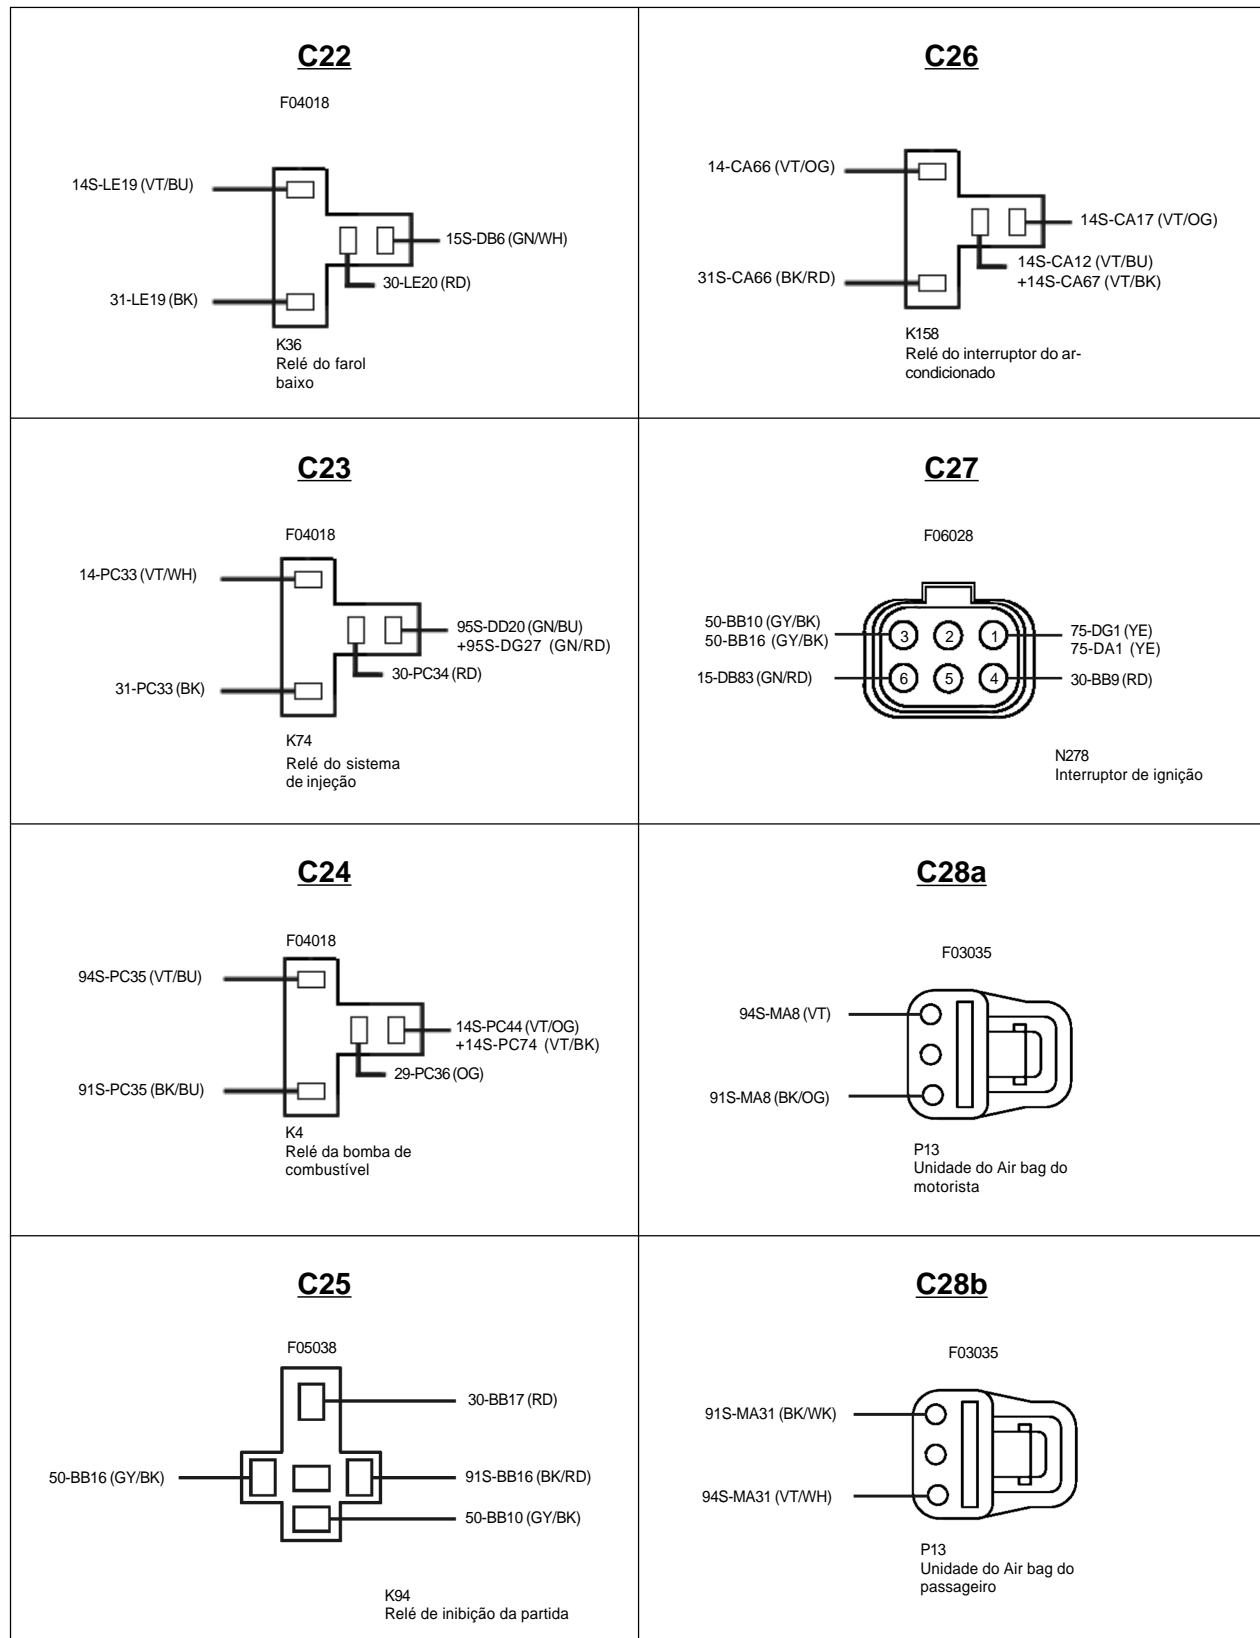 C22
F04018
14S-LE19 (VT/BU)
15S-DB6 (GN/WH)
30-LE20 (RD)
31-LE19 (BK)
K36
Relé do farol
baixo
C26
14-CA66 (VT/OG)
14S-CA17 (VT/OG)
14S-CA12 (VT/BU)
+14S-CA67 (VT/BK)
31S-CA66 (BK/RD)
K158
Relé do interruptor do ar-
condicionado
C23
F04018
14-PC33 (VT/WH)
95S-DD20 (GN/BU)
+95S-DG27 (GN/RD)
30-PC34 (RD)
31-PC33 (BK)
K74
Relé do sistema
de injeção
C27
F06028
50-BB10 (GY/BK)
50-BB16 (GY/BK)
3 2 1
75-DG1 (YE)
75-DA1 (YE)
15-DB83 (GN/RD)
6 5 4
30-BB9 (RD)
N278
Interruptor de ignição
C24
F04018
94S-PC35 (VT/BU)
14S-PC44 (VT/OG)
+14S-PC74 (VT/BK)
29-PC36 (OG)
91S-PC35 (BK/BU)
K4
Relé da bomba de
combustível
C28a
F03035
94S-MA8 (VT)
91S-MA8 (BK/OG)
P13
Unidade do Air bag do
motorista
C25
F05038
30-BB17 (RD)
50-BB16 (GY/BK)
91S-BB16 (BK/RD)
50-BB10 (GY/BK)
K94
Relé de inibição da partida
C28b
F03035
91S-MA31 (BK/WK)
94S-MA31 (VT/WH)
P13
Unidade do Air bag do
passageiro